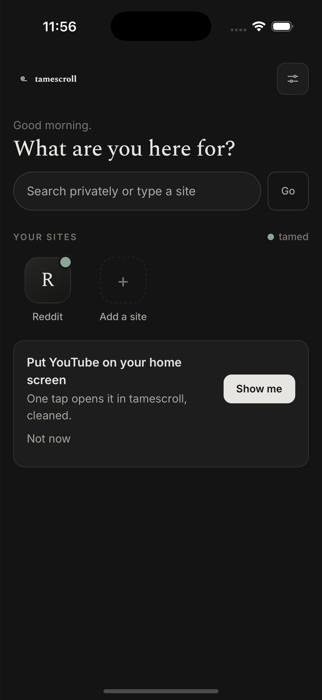 11:56
tamescroll
Good morning.
What are you here for?
Search privately or type a site
Go
YOUR SITES
tamed
R
+
Reddit
Add a site
Put YouTube on your home
screen
One tap opens it in tamescroll,
cleaned.
Show me
Not now